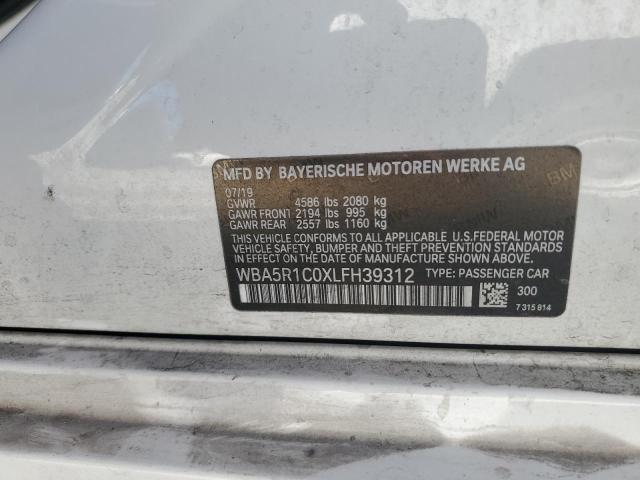 MFD BY BAYERISCHE MOTOREN WERKE AG
07/19
GVWR 4586 lbs 2080 kg
GAWR FRONT 2194 lbs 995 kg
GAWR REAR 2557 lbs 1160 kg
THIS VEHICLE CONFORMS TO ALL APPLICABLE U.S.FEDERAL MOTOR
VEHICLE SAFETY, BUMPER AND THEFT PREVENTION STANDARDS
IN EFFECT ON THE DATE OF MANUFACTURE SHOWN ABOVE.
WBA5R1C0XLFH39312 TYPE: PASSENGER CAR
300
7 315 814